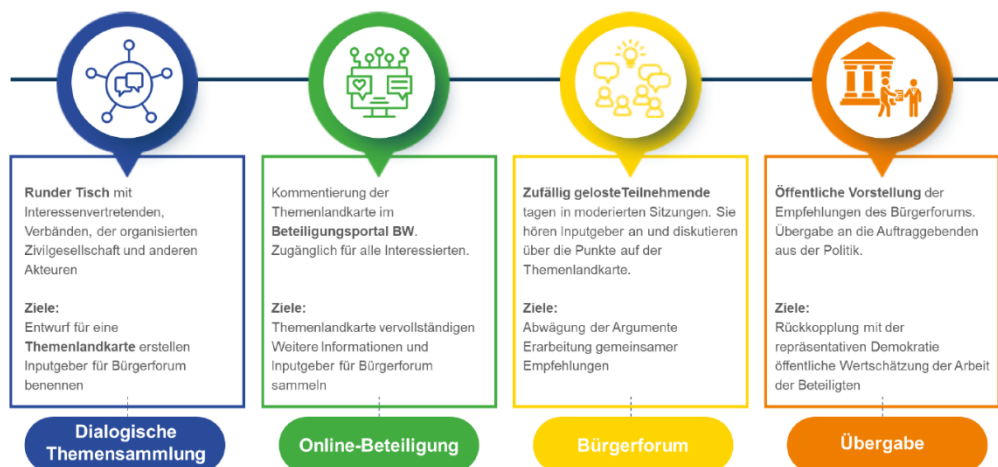 Runder Tisch mit
Interessenvertretenden,
Verbänden, der organisierten
Zivilgesellschaft und anderen
Akteuren
Ziele:
Entwurf für eine
Themenlandkarte erstellen
Inputgeber für Bürgerforum
benennen
Dialogische
Themensammlung
Kommentierung der
Themenlandkarte im
Beteiligungsportal BW.
Zugänglich für alle Interessierten.
Ziele:
Themenlandkarte vervollständigen
Weitere Informationen und
Inputgeber für Bürgerforum
sammeln
Online-Beteiligung
Zufällig gelosteTeilnehmende
tagen in moderierten Sitzungen. Sie
hören Inputgeber an und diskutieren
über die Punkte auf der
Themenlandkarte.
Ziele:
Abwägung der Argumente
Erarbeitung gemeinsamer
Empfehlungen
Bürgerforum
Öffentliche Vorstellung der
Empfehlungen des Bürgerforums.
Übergabe an die Auftraggebenden
aus der Politik.
Ziele:
Rückkopplung mit der
repräsentativen Demokratie
öffentliche Wertschätzung der Arbeit
der Beteiligten
Übergabe